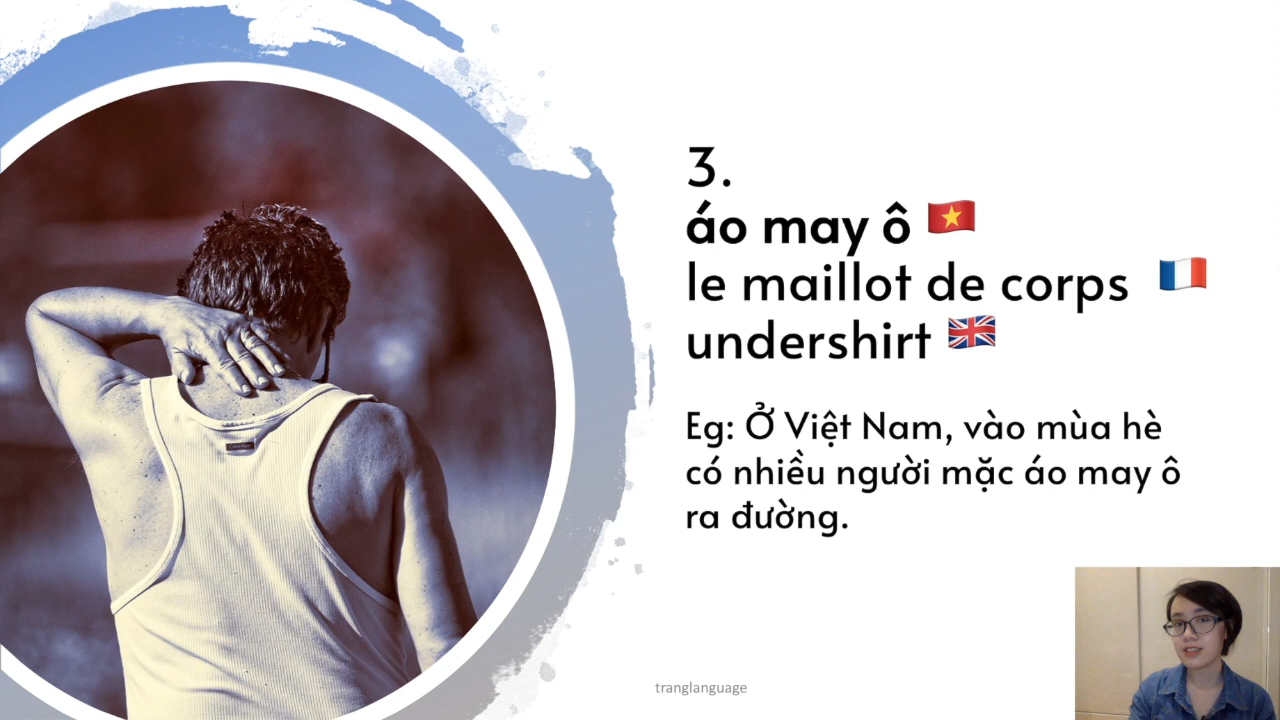 3.
áo may ô
le maillot de corps
undershirt
Eg: Ở Việt Nam, vào mùa hè
có nhiều người mặc áo may ô
ra đường.
tranglanguage